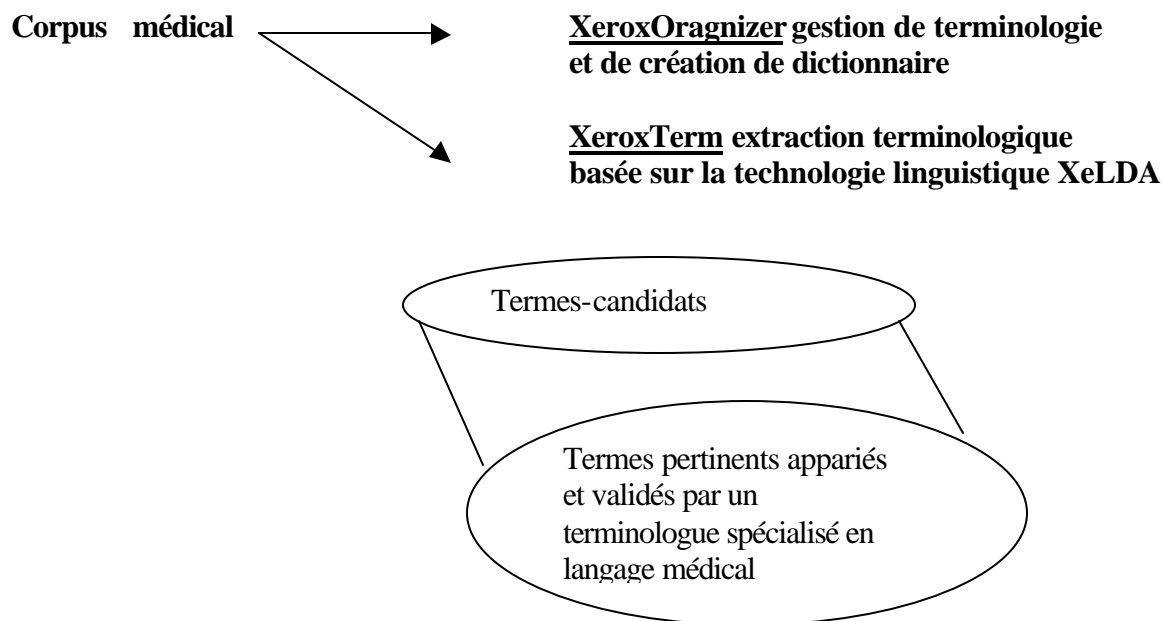 Corpus médical
XeroxOragnizer gestion de terminologie
et de création de dictionnaire
XeroxTerm extraction terminologique
basée sur la technologie linguistique XeLDA
Termes-candidats
Termes pertinents appariés
et validés par un
terminologue spécialisé en
langage médical